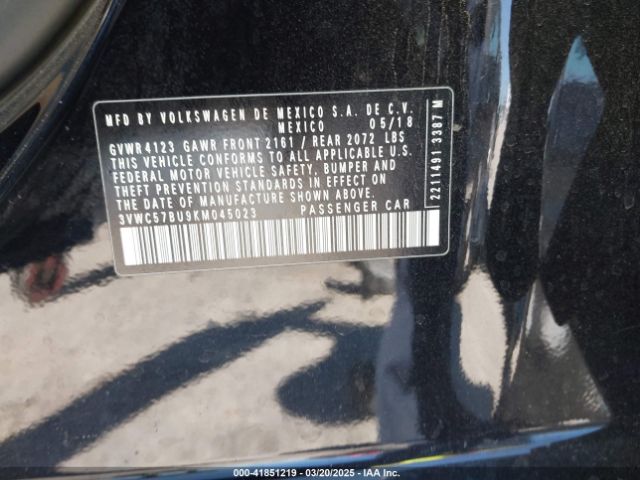 MFD BY VOLKSWAGEN DE MEXICO S.A. DE C.V.
MEXICO 05/18
GVWR4123 GAWR FRONT 2161 / REAR 2072 LBS
THIS VEHICLE CONFORMS TO ALL APPLICABLE U.S.
FEDERAL MOTOR VEHICLE SAFETY, BUMPER AND
THEFT PREVENTION STANDARDS IN EFFECT ON
THE DATE OF MANUFACTURE SHOWN ABOVE.
3VWC57BU9KM045023 PASSENGER CAR
2211491 3387 M
000-41851219 - 03/20/2025 - IAA Inc.